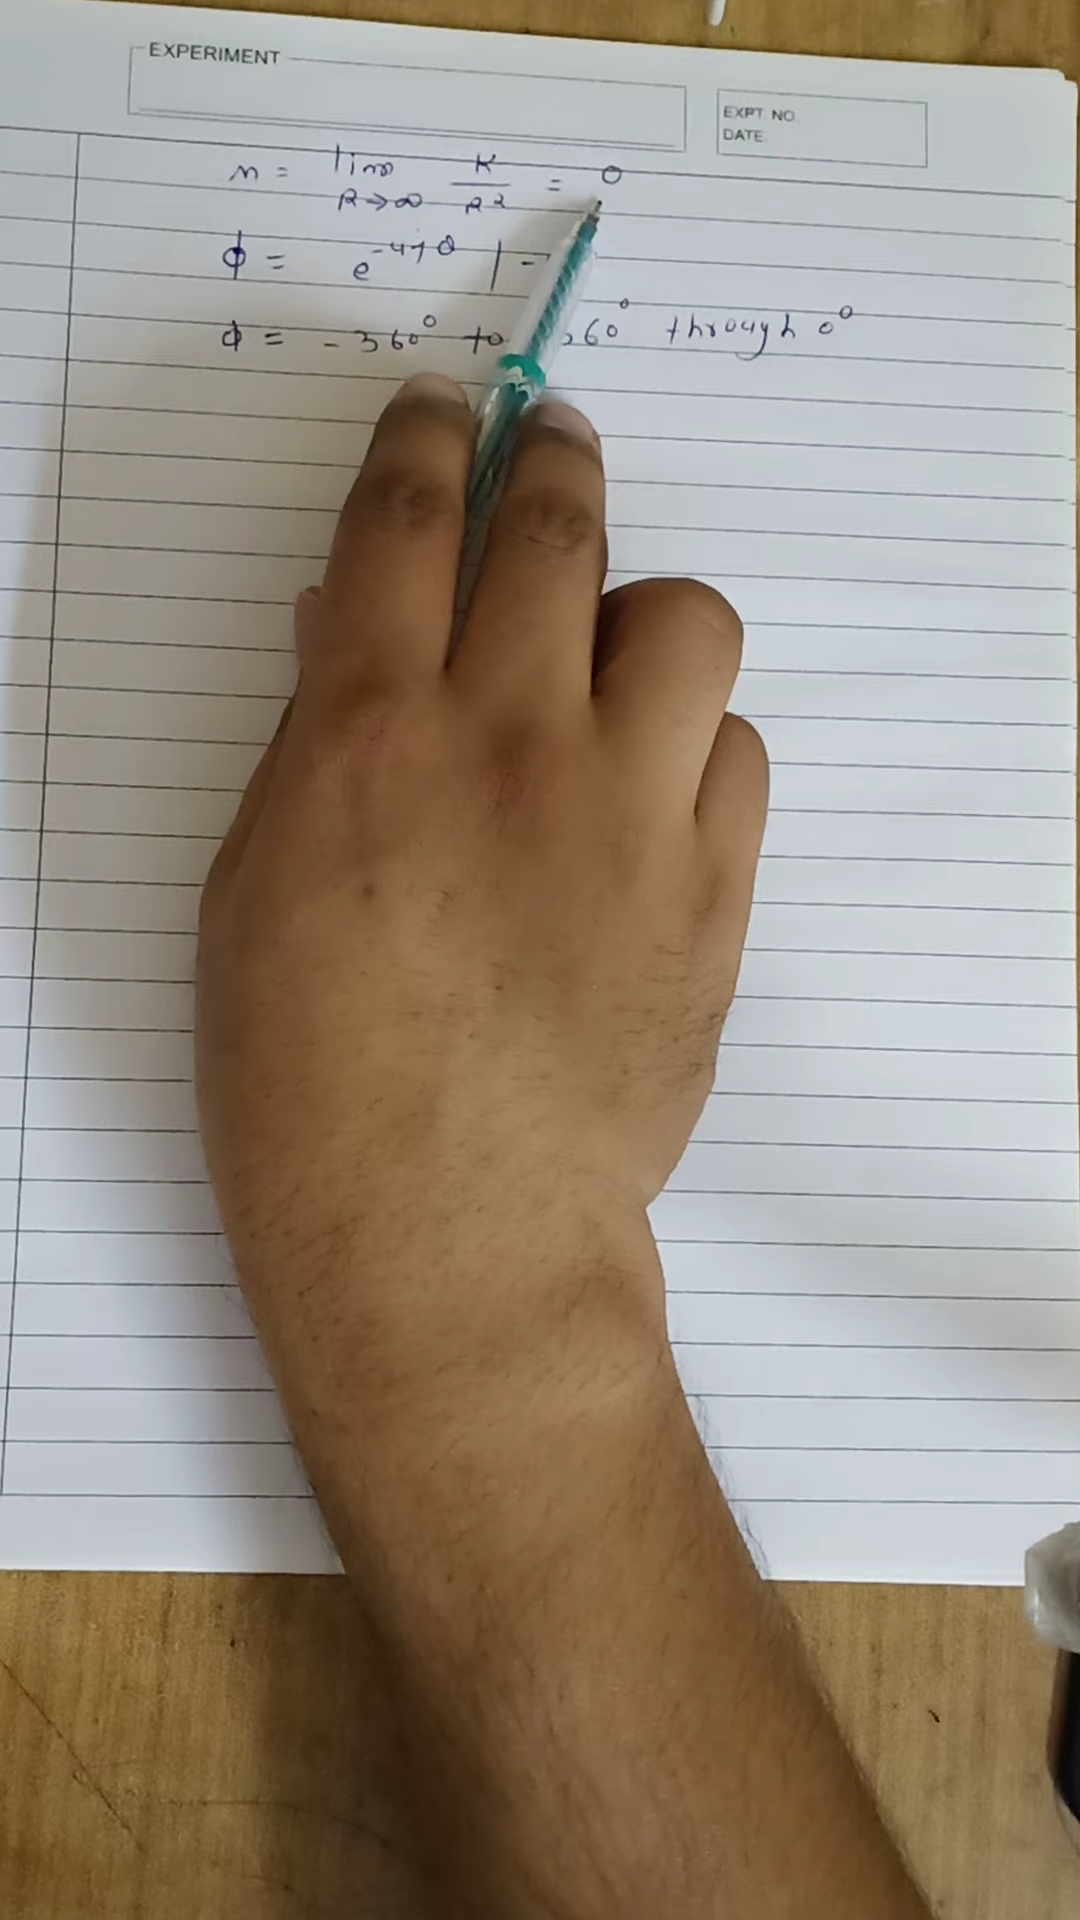 EXPERIMENT
EXPT. NO.
DATE:
m = lim R→∞ K/R² = 0
ϕ = e^-4jθ | -
ϕ = -360° to 360° through 0°